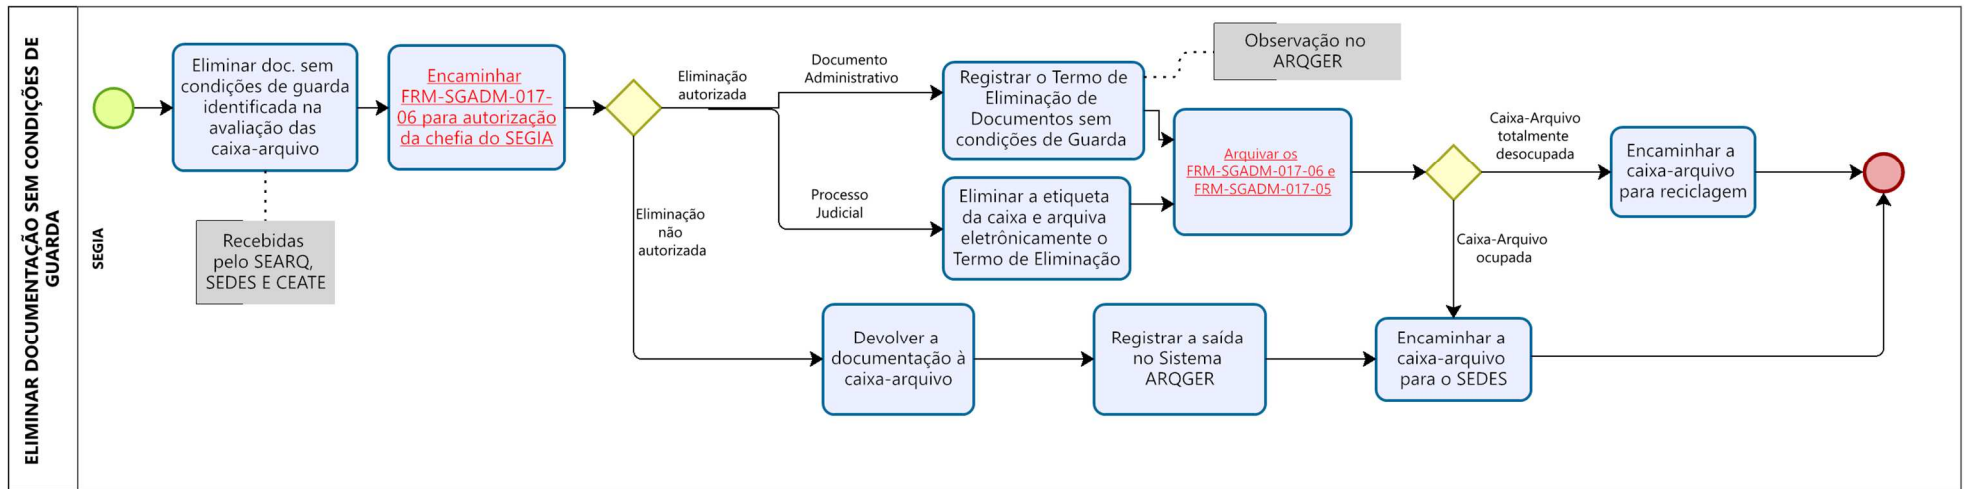 ELIMINAR DOCUMENTAÇÃO SEM CONDIÇÕES DE
GUARDA
SEGIA
Eliminar doc. sem
condições de guarda
identificada na
avaliação das
caixa-arquivo
Recebidas
pelo SEARQ,
SEDES E CEATE
Encaminhar
FRM-SGADM-017-
06 para autorização
da chefia do SEGIA
Eliminação
autorizada
Eliminação
não
autorizada
Documento
Administrativo
Processo
Judicial
Registrar o Termo de
Eliminação de
Documentos sem
condições de Guarda
Observação no
ARQGER
Eliminar a etiqueta
da caixa e arquiva
eletrônicamente o
Termo de Eliminação
Arquivar os
FRM-SGADM-017-06 e
FRM-SGADM-017-05
Caixa-Arquivo
totalmente
desocupada
Caixa-Arquivo
ocupada
Encaminhar a
caixa-arquivo
para reciclagem
Devolver a
documentação à
caixa-arquivo
Registrar a saída
no Sistema
ARQGER
Encaminhar a
caixa-arquivo
para o SEDES